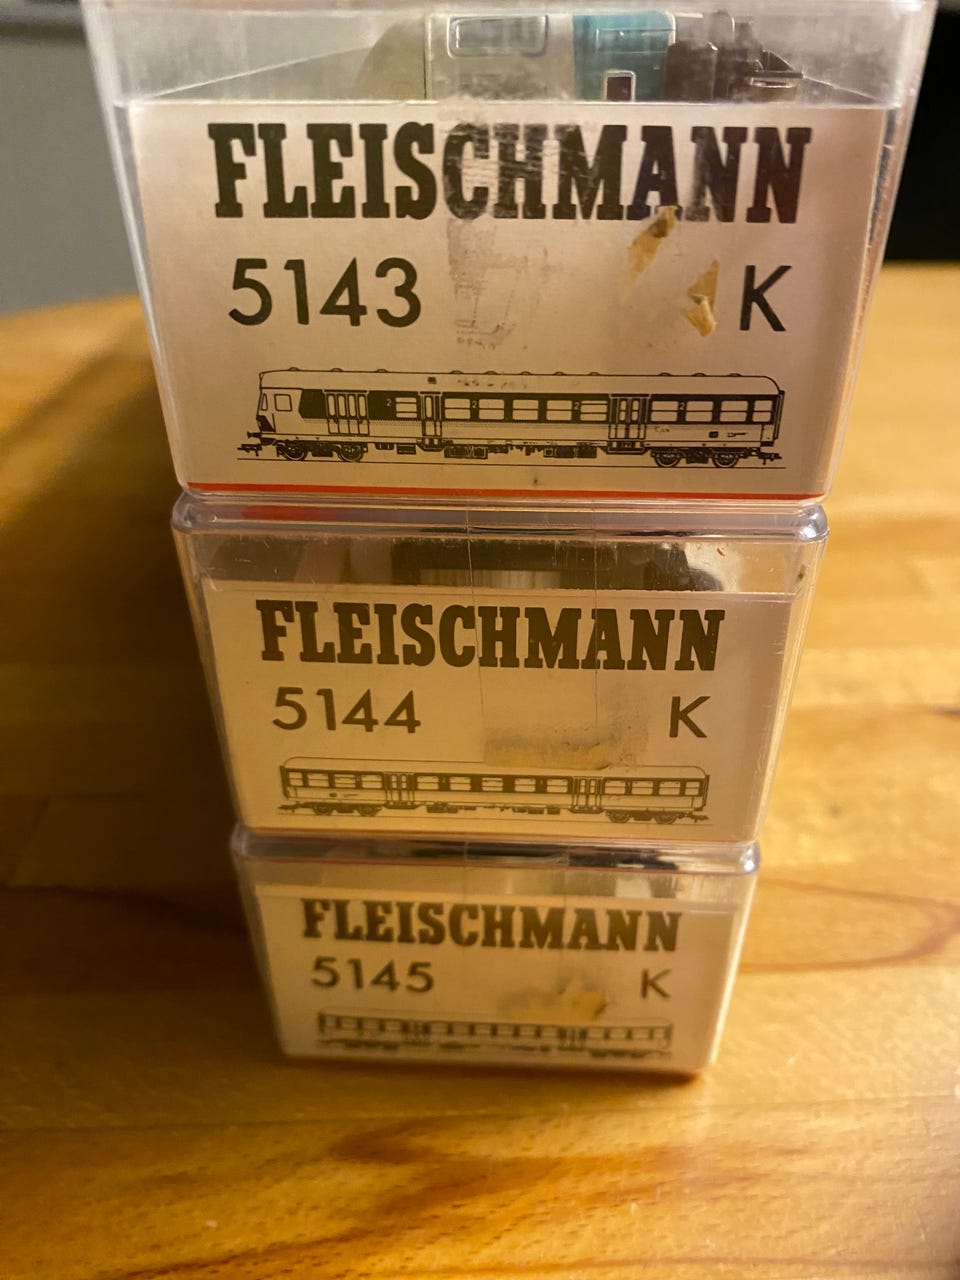 FLEISCHMANN
5143 K
FLEISCHMANN
5144 K
FLEISCHMANN
5145 K